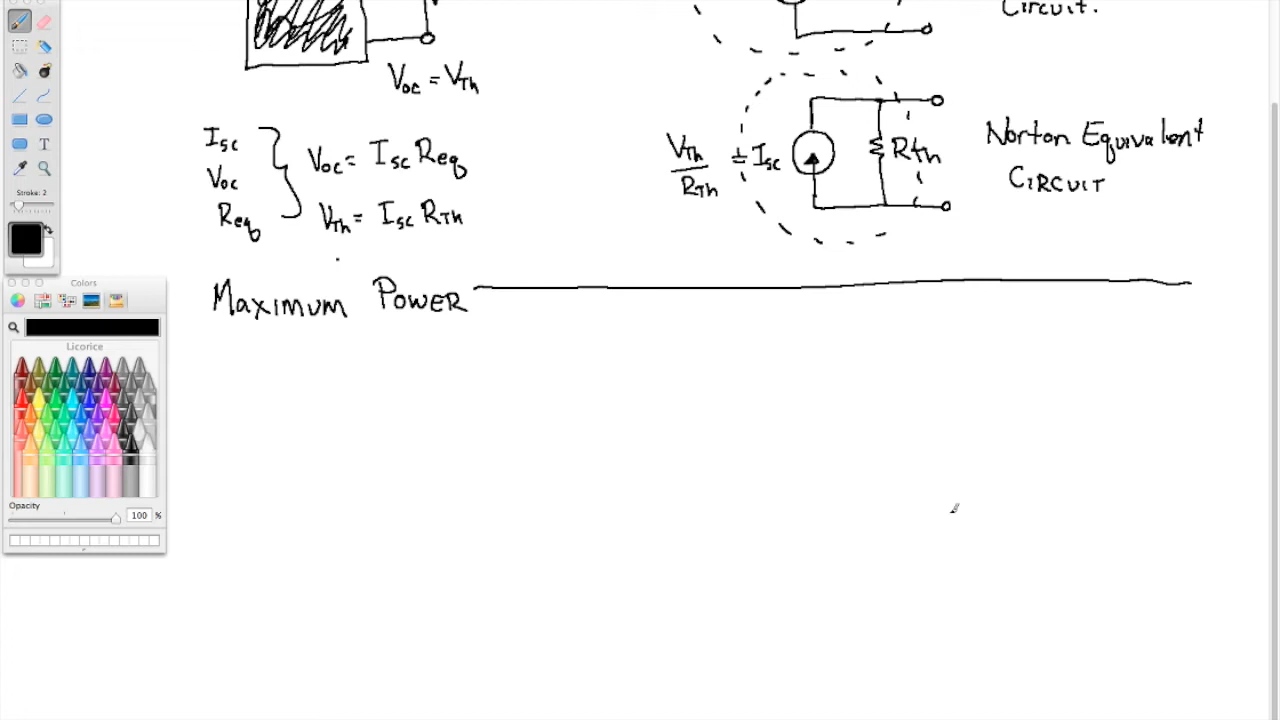 Circuit.
Voc = VTh
Isc
Voc
Req
Voc = Isc Req
VTh = Isc RTh
VTh
RTh
= Isc
Rth
Norton Equivalent
Circuit
Maximum Power
Stroke: 2
Colors
Licorice
Opacity
100 %